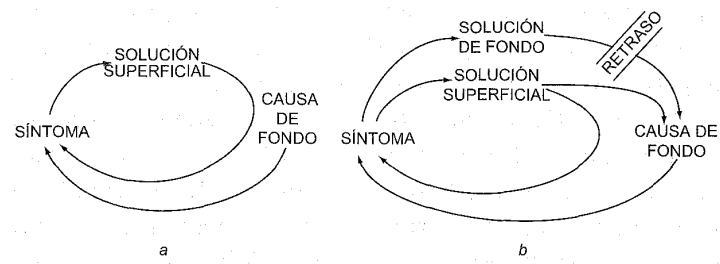 SOLUCIÓN
SUPERFICIAL
CAUSA
DE
FONDO
SÍNTOMA
a
SOLUCIÓN
DE FONDO
RETRASO
SOLUCIÓN
SUPERFICIAL
SÍNTOMA
CAUSA DE
FONDO
b